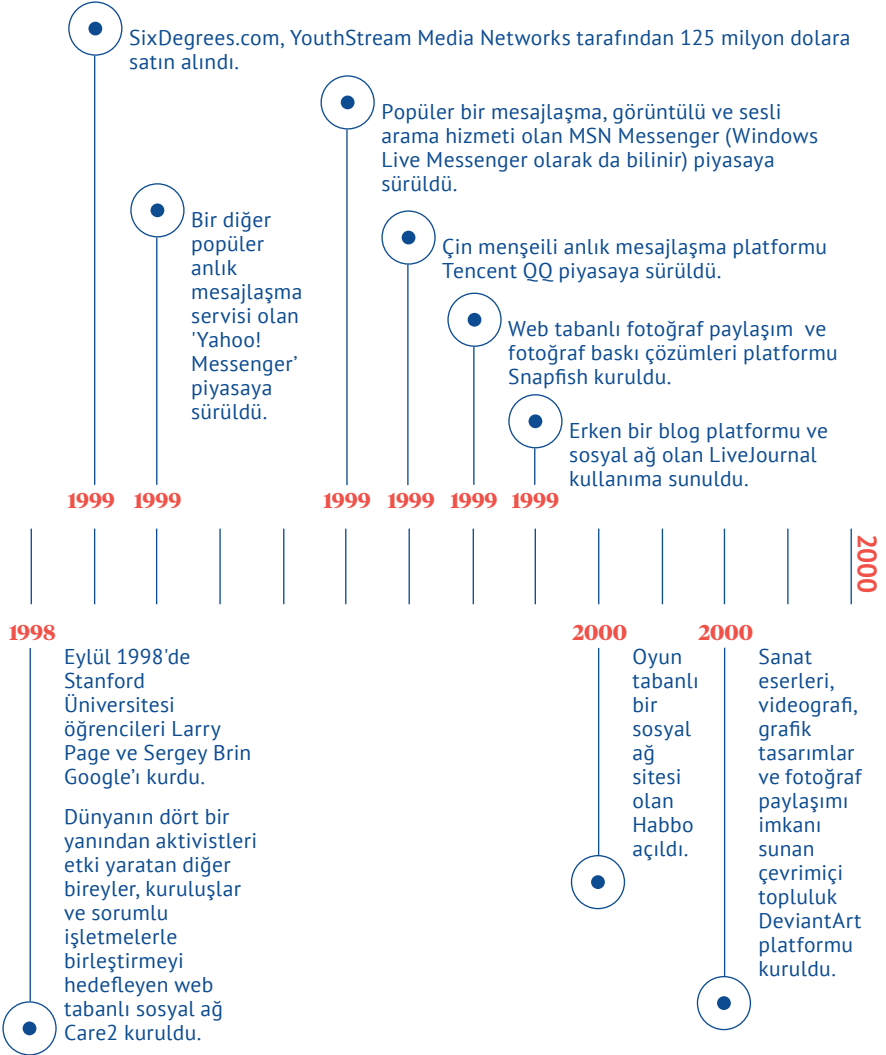 SixDegrees.com, YouthStream Media Networks tarafından 125 milyon dolara
satın alındı.
Popüler bir mesajlaşma, görüntülü ve sesli
arama hizmeti olan MSN Messenger (Windows
Live Messenger olarak da bilinir) piyasaya
sürüldü.
Bir diğer
popüler
anlık
mesajlaşma
servisi olan
'Yahoo!
Messenger’
piyasaya
sürüldü.
Çin menşeili anlık mesajlaşma platformu
Tencent QQ piyasaya sürüldü.
Web tabanlı fotoğraf paylaşım  ve
fotoğraf baskı çözümleri platformu
Snapfish kuruldu.
Erken bir blog platformu ve
sosyal ağ olan LiveJournal
kullanıma sunuldu.
1999 1999 1999 1999 1999 1999
2000
1998
Eylül 1998'de
Stanford
Üniversitesi
öğrencileri Larry
Page ve Sergey Brin
Google’ı kurdu.
Dünyanın dört bir
yanından aktivistleri
etki yaratan diğer
bireyler, kuruluşlar
ve sorumlu
işletmelerle
birleştirmeyi
hedefleyen web
tabanlı sosyal ağ
Care2 kuruldu.
2000
Oyun
tabanlı
bir
sosyal
ağ
sitesi
olan
Habbo
açıldı.
2000
Sanat
eserleri,
videografi,
grafik
tasarımlar
ve fotoğraf
paylaşımı
imkanı
sunan
çevrimiçi
topluluk
DeviantArt
platformu
kuruldu.